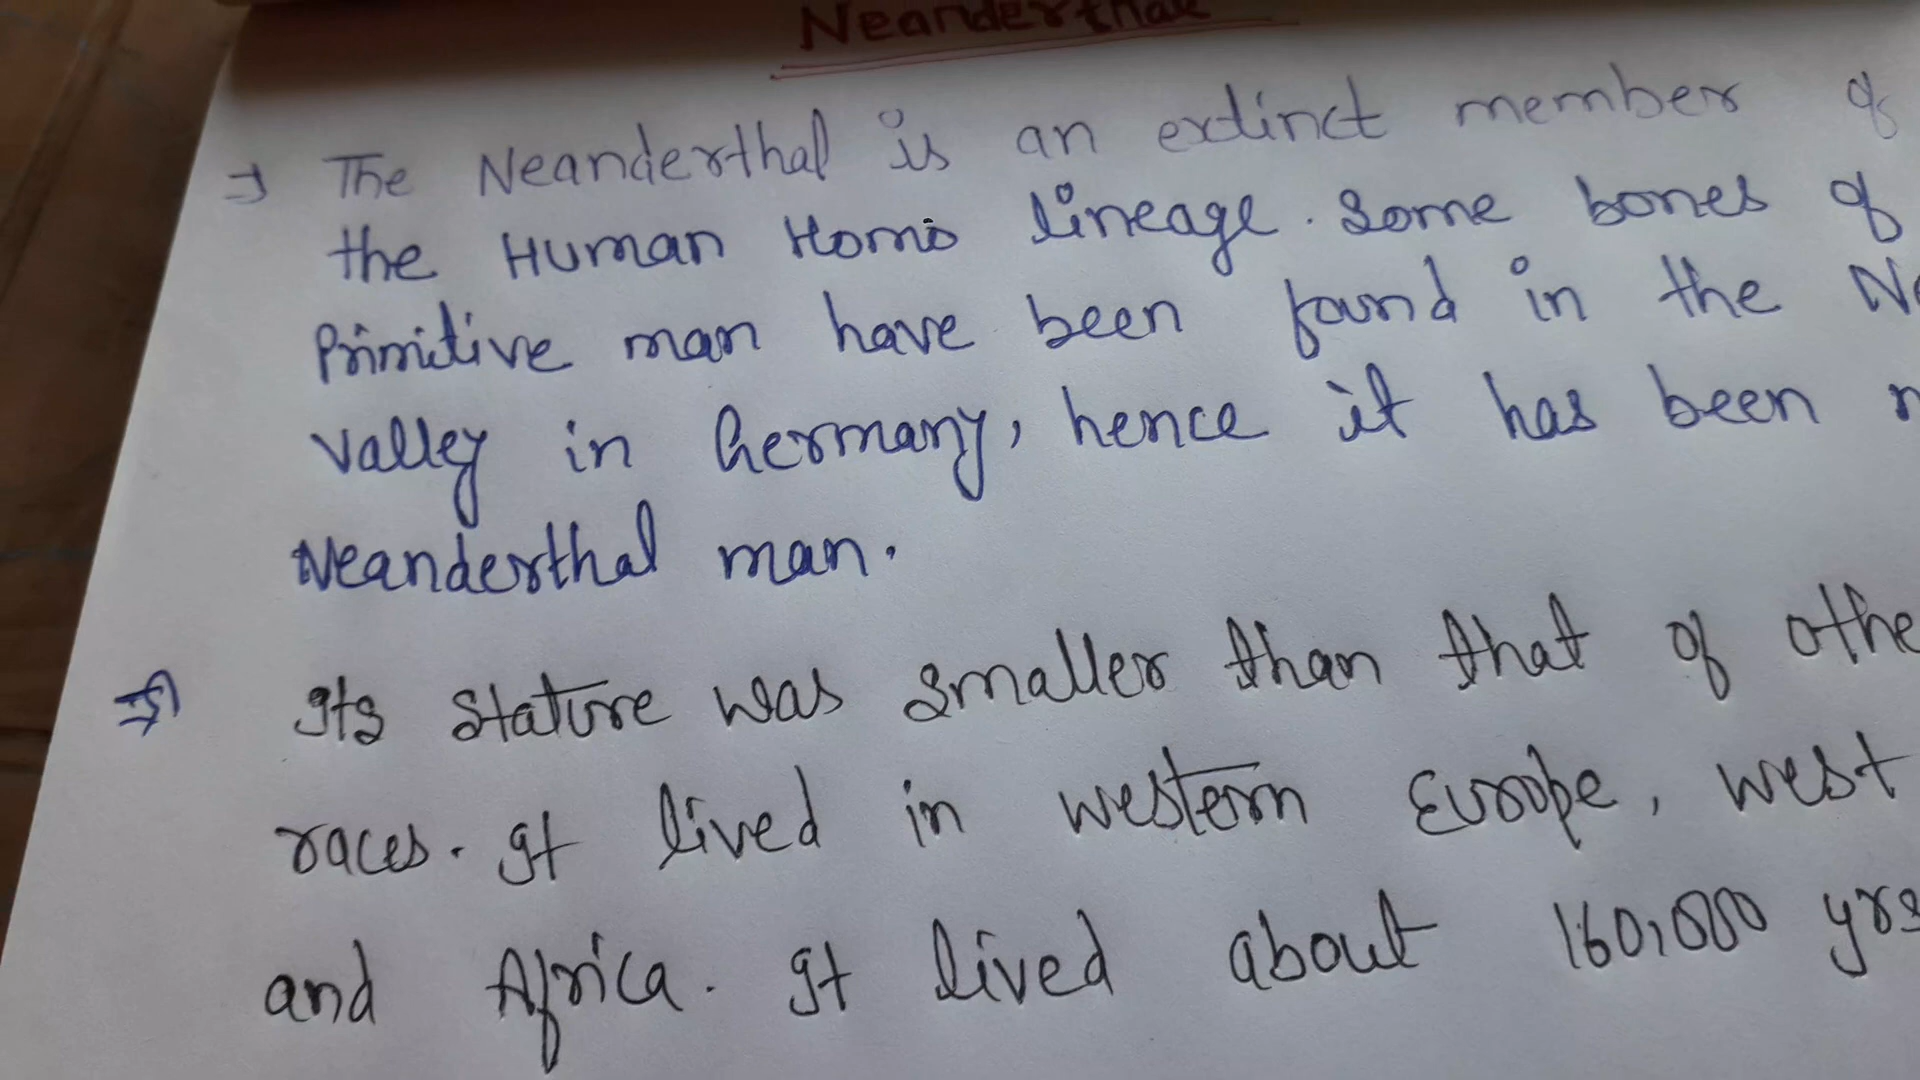 Neanderthal
⇒ The Neanderthal is an extinct member of
the Human Homo lineage. Some bones of
Primitive man have been found in the
valley in Germany, hence it has been
Neanderthal man.
⇒ Its stature was smaller than that of
races. It lived in western Europe, west
and Africa. It lived about 160,000 yrs